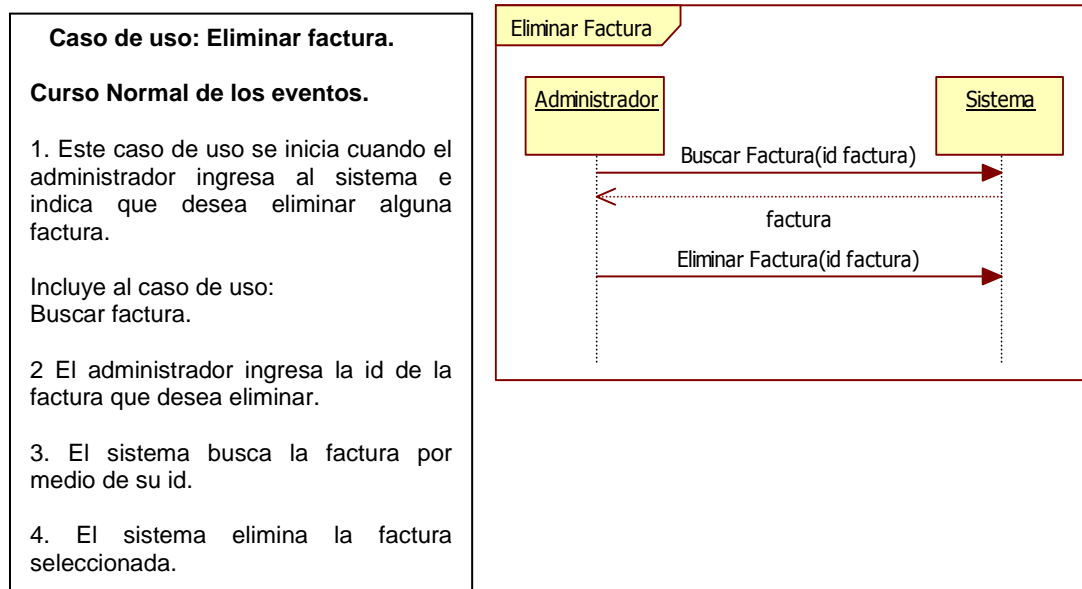 Caso de uso: Eliminar factura.
Curso Normal de los eventos.
1. Este caso de uso se inicia cuando el
administrador ingresa al sistema e
indica que desea eliminar alguna
factura.
Incluye al caso de uso:
Buscar factura.
2 El administrador ingresa la id de la
factura que desea eliminar.
3. El sistema busca la factura por
medio de su id.
4. El sistema elimina la factura
seleccionada.
Eliminar Factura
Administrador
Sistema
Buscar Factura(id factura)
factura
Eliminar Factura(id factura)